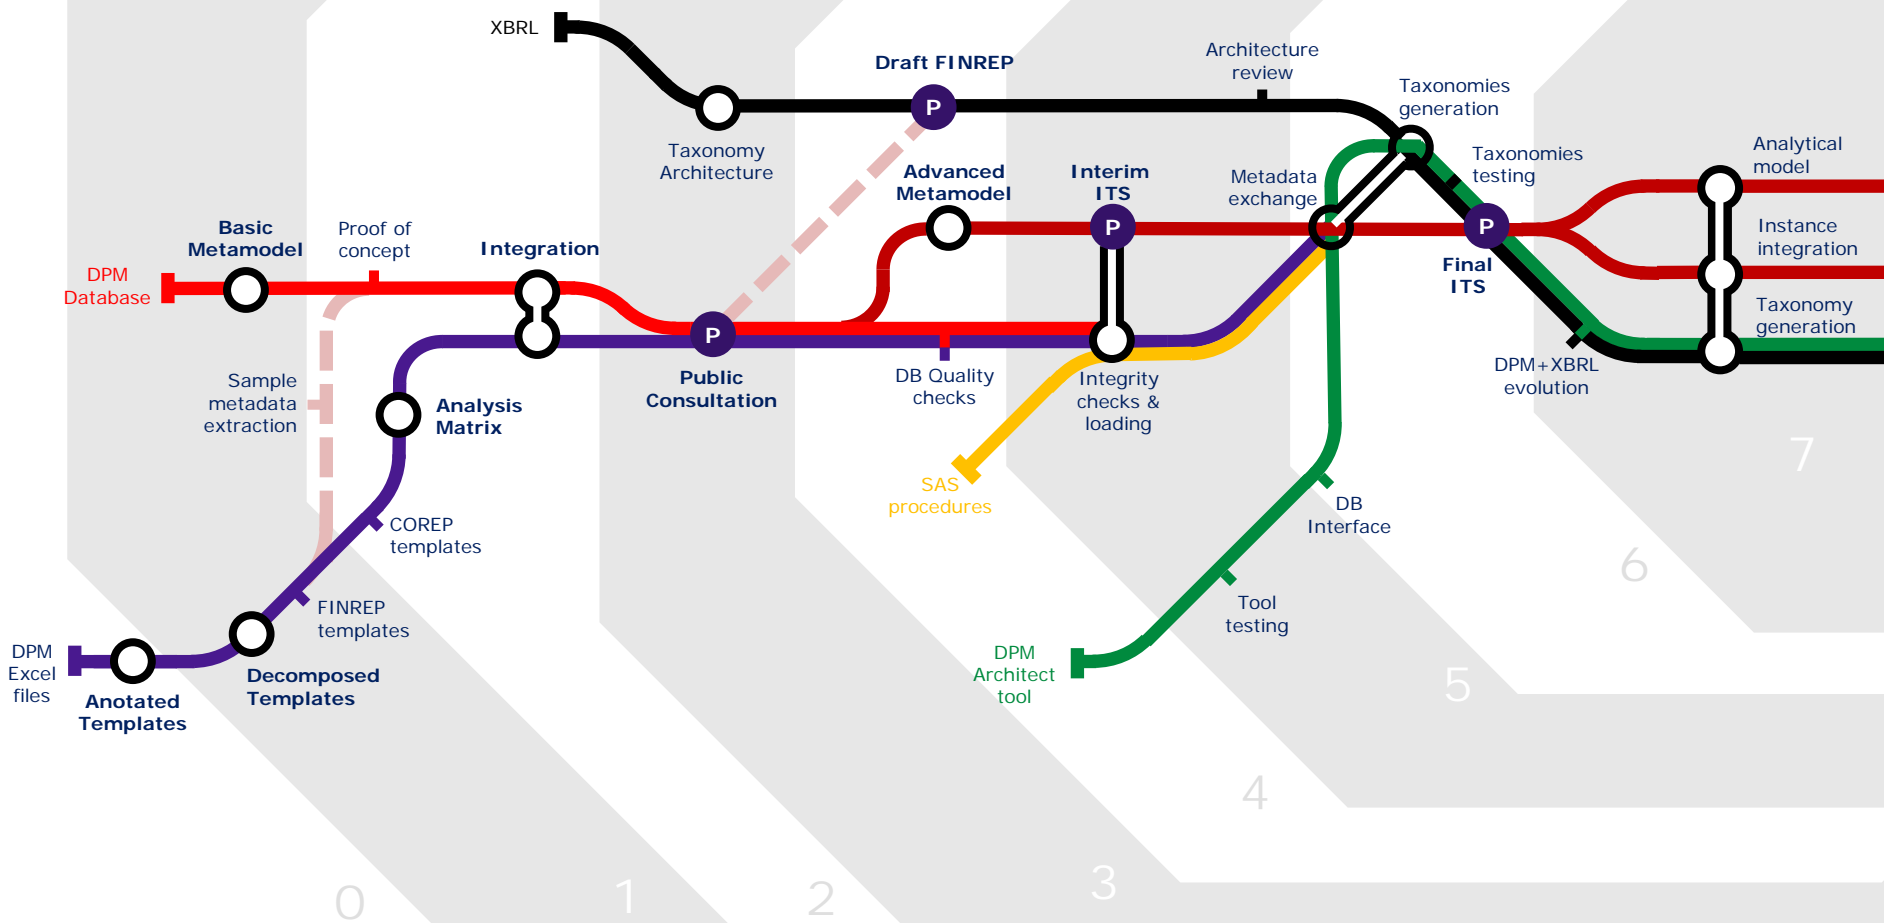 XBRL
Draft FINREP
P
Architecture
review
Taxonomies
generation
Taxonomy
Architecture
Advanced
Metamodel
Interim
ITS
P
Metadata
exchange
Taxonomies
testing
Analytical
model
Basic
Metamodel
Proof of
concept
Integration
P
Final
ITS
Instance
integration
DPM
Database
P
Public
Consultation
DB Quality
checks
Integrity
checks &
loading
Taxonomy
generation
DPM+XBRL
evolution
Sample
metadata
extraction
Analysis
Matrix
SAS
procedures
DB
Interface
7
COREP
templates
6
FINREP
templates
Tool
testing
DPM
Excel
files
Anotated
Templates
Decomposed
Templates
DPM
Architect
tool
5
4
3
2
1
0